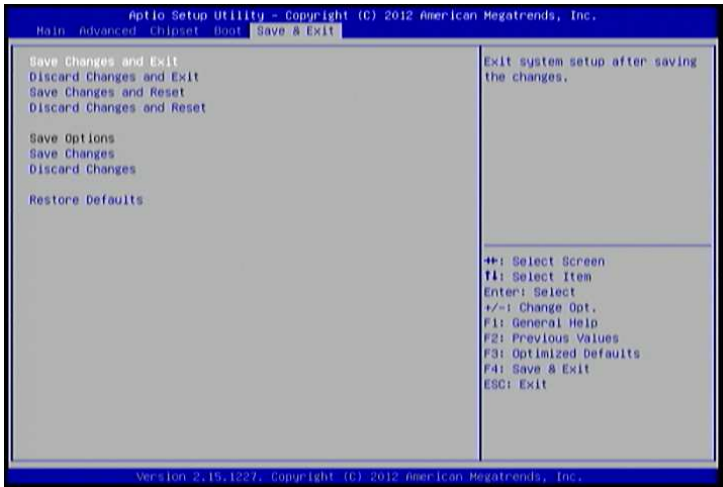 Aptio Setup Utility - Copyright (C) 2012 American Megatrends, Inc.
Main Advanced Chipset Boot Save & Exit
Save Changes and Exit
Discard Changes and Exit
Save Changes and Reset
Discard Changes and Reset
Save Options
Save Changes
Discard Changes
Restore Defaults
Exit system setup after saving
the changes.
→←: Select Screen
↑↓: Select Item
Enter: Select
+/-: Change Opt.
F1: General Help
F2: Previous Values
F3: Optimized Defaults
F4: Save & Exit
ESC: Exit
Version 2.15.1227. Copyright (C) 2012 American Megatrends, Inc.